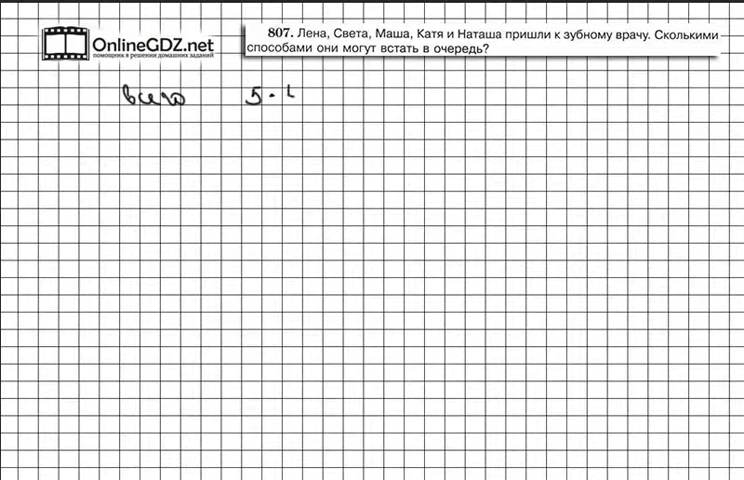 OnlineGDZ.net
помощник в решении домашних заданий
807. Лена, Света, Маша, Катя и Наташа пришли к зубному врачу. Сколькими
способами они могут встать в очередь?
всего 5 ·